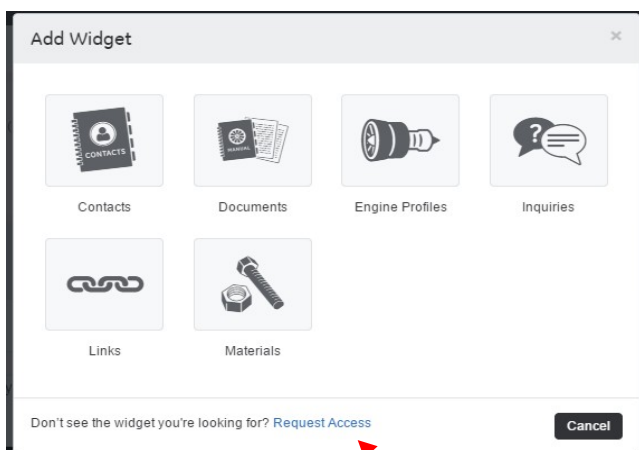 Add Widget
×
CONTACTS
MANUAL
Contacts
Documents
Engine Profiles
Inquiries
Links
Materials
Don't see the widget you're looking for? Request Access
Cancel